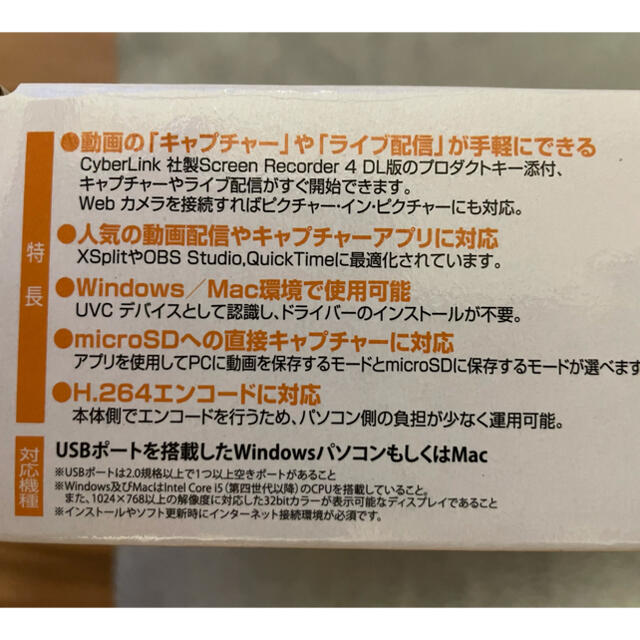 特長
●動画の「キャプチャー」や「ライブ配信」が手軽にできる
CyberLink 社製Screen Recorder 4 DL版のプロダクトキー添付、
キャプチャーやライブ配信がすぐ開始できます。
Web カメラを接続すればピクチャー・イン・ピクチャーにも対応。
●人気の動画配信やキャプチャーアプリに対応
XSplitやOBS Studio,QuickTimeに最適化されています。
●Windows／Mac環境で使用可能
UVC デバイスとして認識し、ドライバーのインストールが不要。
●microSDへの直接キャプチャーに対応
アプリを使用してPCに動画を保存するモードとmicroSDに保存するモードが選べます
●H.264エンコードに対応
本体側でエンコードを行うため、パソコン側の負担が少なく運用可能。
対応機種
USBポートを搭載したWindowsパソコンもしくはMac
※USBポートは2.0規格以上で1つ以上空きポートがあること
※Windows及びMacはIntel Core i5（第四世代以降）のCPUを搭載していること。
また、1024×768以上の解像度に対応した32bitカラーが表示可能なディスプレイであること
※インストールやソフト更新時にインターネット接続環境が必須です。